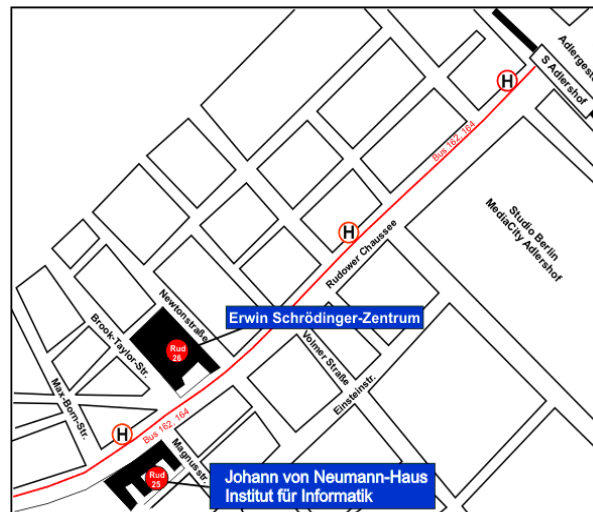 Adlergest
S Adlershof
H
Bus 162, 164
Studio Berlin
MediaCity Adlershof
H
Rudower Chaussee
Newtonstraße
Erwin Schrödinger-Zentrum
Brook-Taylor-Str.
Rud
26
Volmer Straße
Einsteinstr.
Max-Born-Str.
H
Bus 162, 164
Magnusstr.
Rud
25
Johann von Neumann-Haus
Institut für Informatik